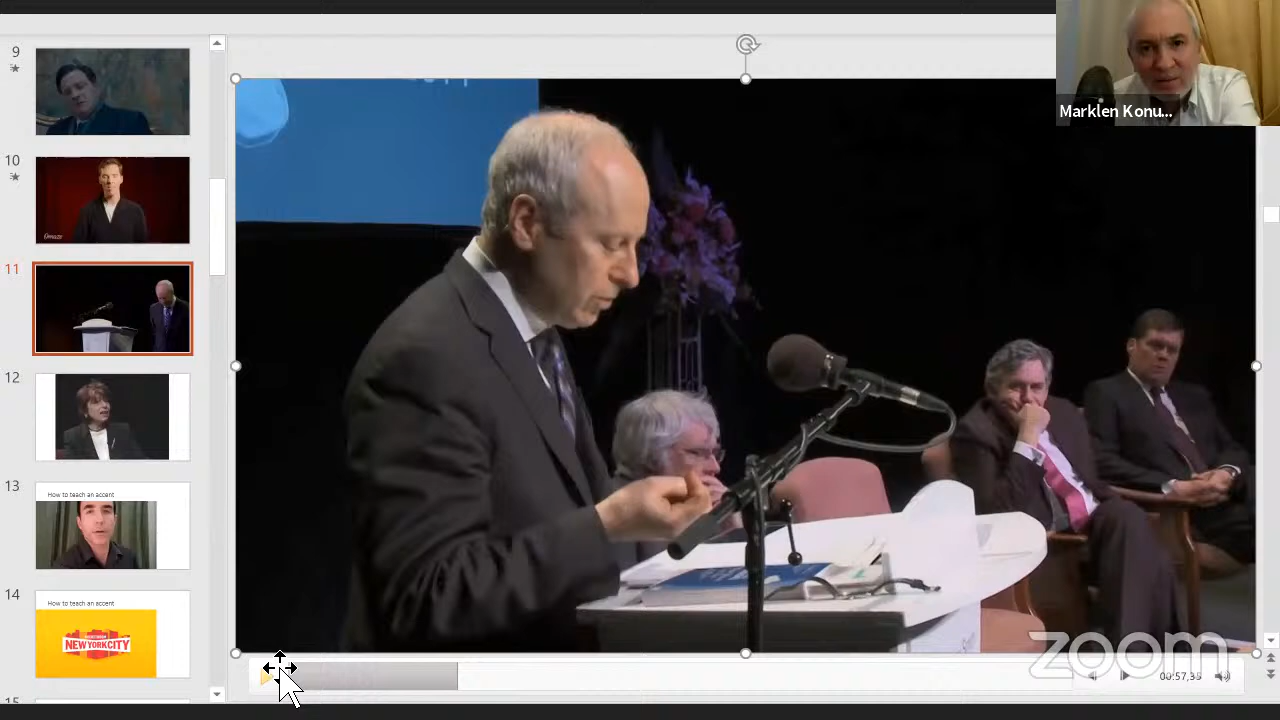 9
10
11
12
13
How to teach an accent
14
How to teach an accent
NEW YORK CITY
Marklen Konu...
zoom
00:57,35